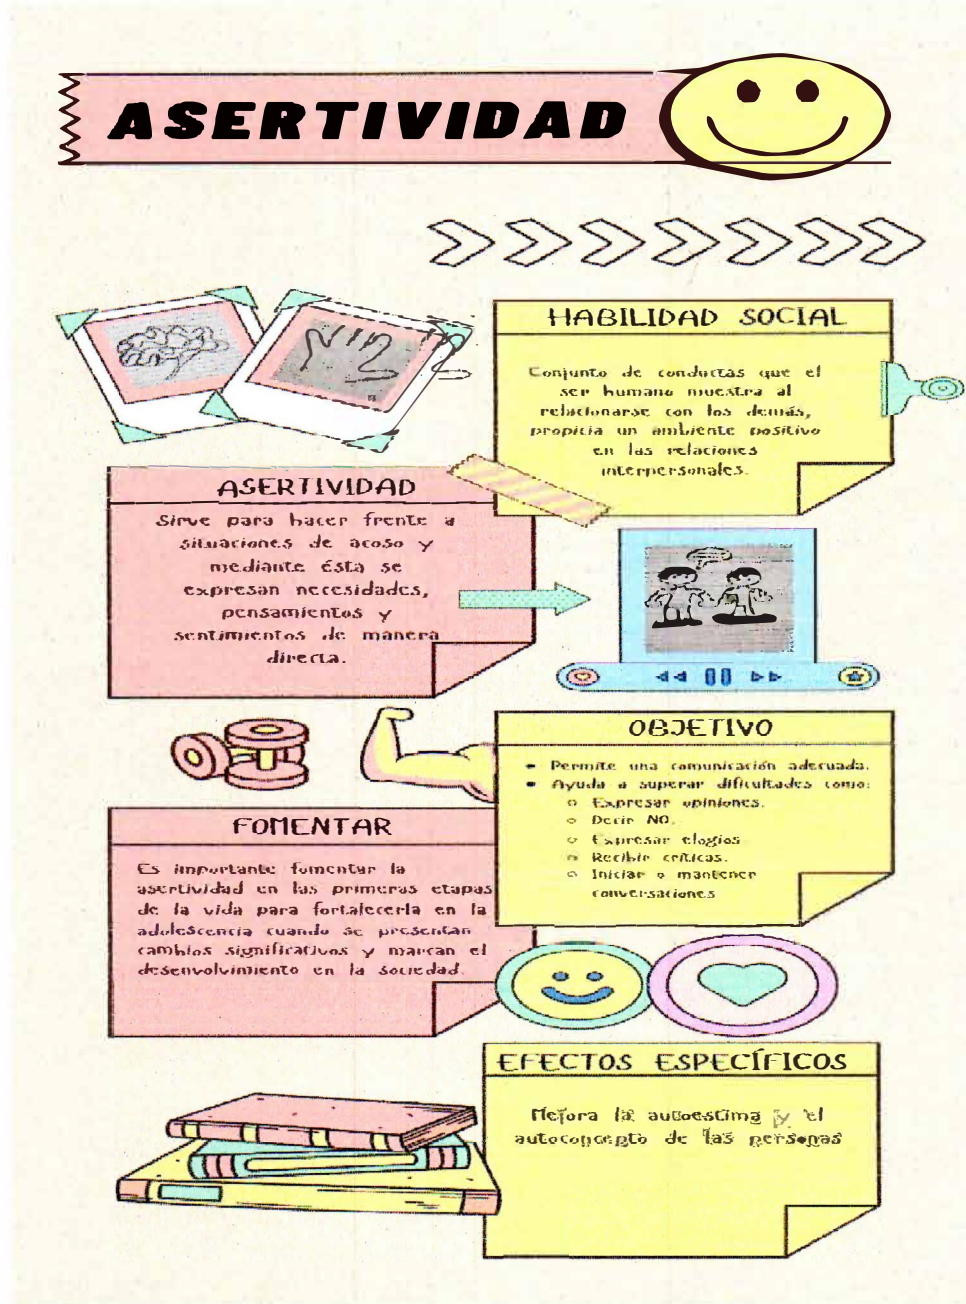 ASERTIVIDAD
HABILIDAD SOCIAL
Conjunto de conductas que el
ser humano muestra al
relacionarse con los demás,
propicia un ambiente positivo
en las relaciones
interpersonales.
ASERTIVIDAD
Sirve para hacer frente a
situaciones de acoso y
mediante ésta se
expresan necesidades,
pensamientos y
sentimientos de manera
directa.
OBJETIVO
Permite una comunicación adecuada.
Ayuda a superar dificultades como:
Expresar opiniones.
Decir NO.
Expresar elogios
Recibir críticas.
Iniciar o mantener
conversaciones
FOMENTAR
Es importante fomentar la
asertividad en las primeras etapas
de la vida para fortalecerla en la
adolescencia cuando se presentan
cambios significativos y marcan el
desenvolvimiento en la sociedad.
EFECTOS ESPECÍFICOS
Mejora la autoestima y el
autoconcepto de las personas